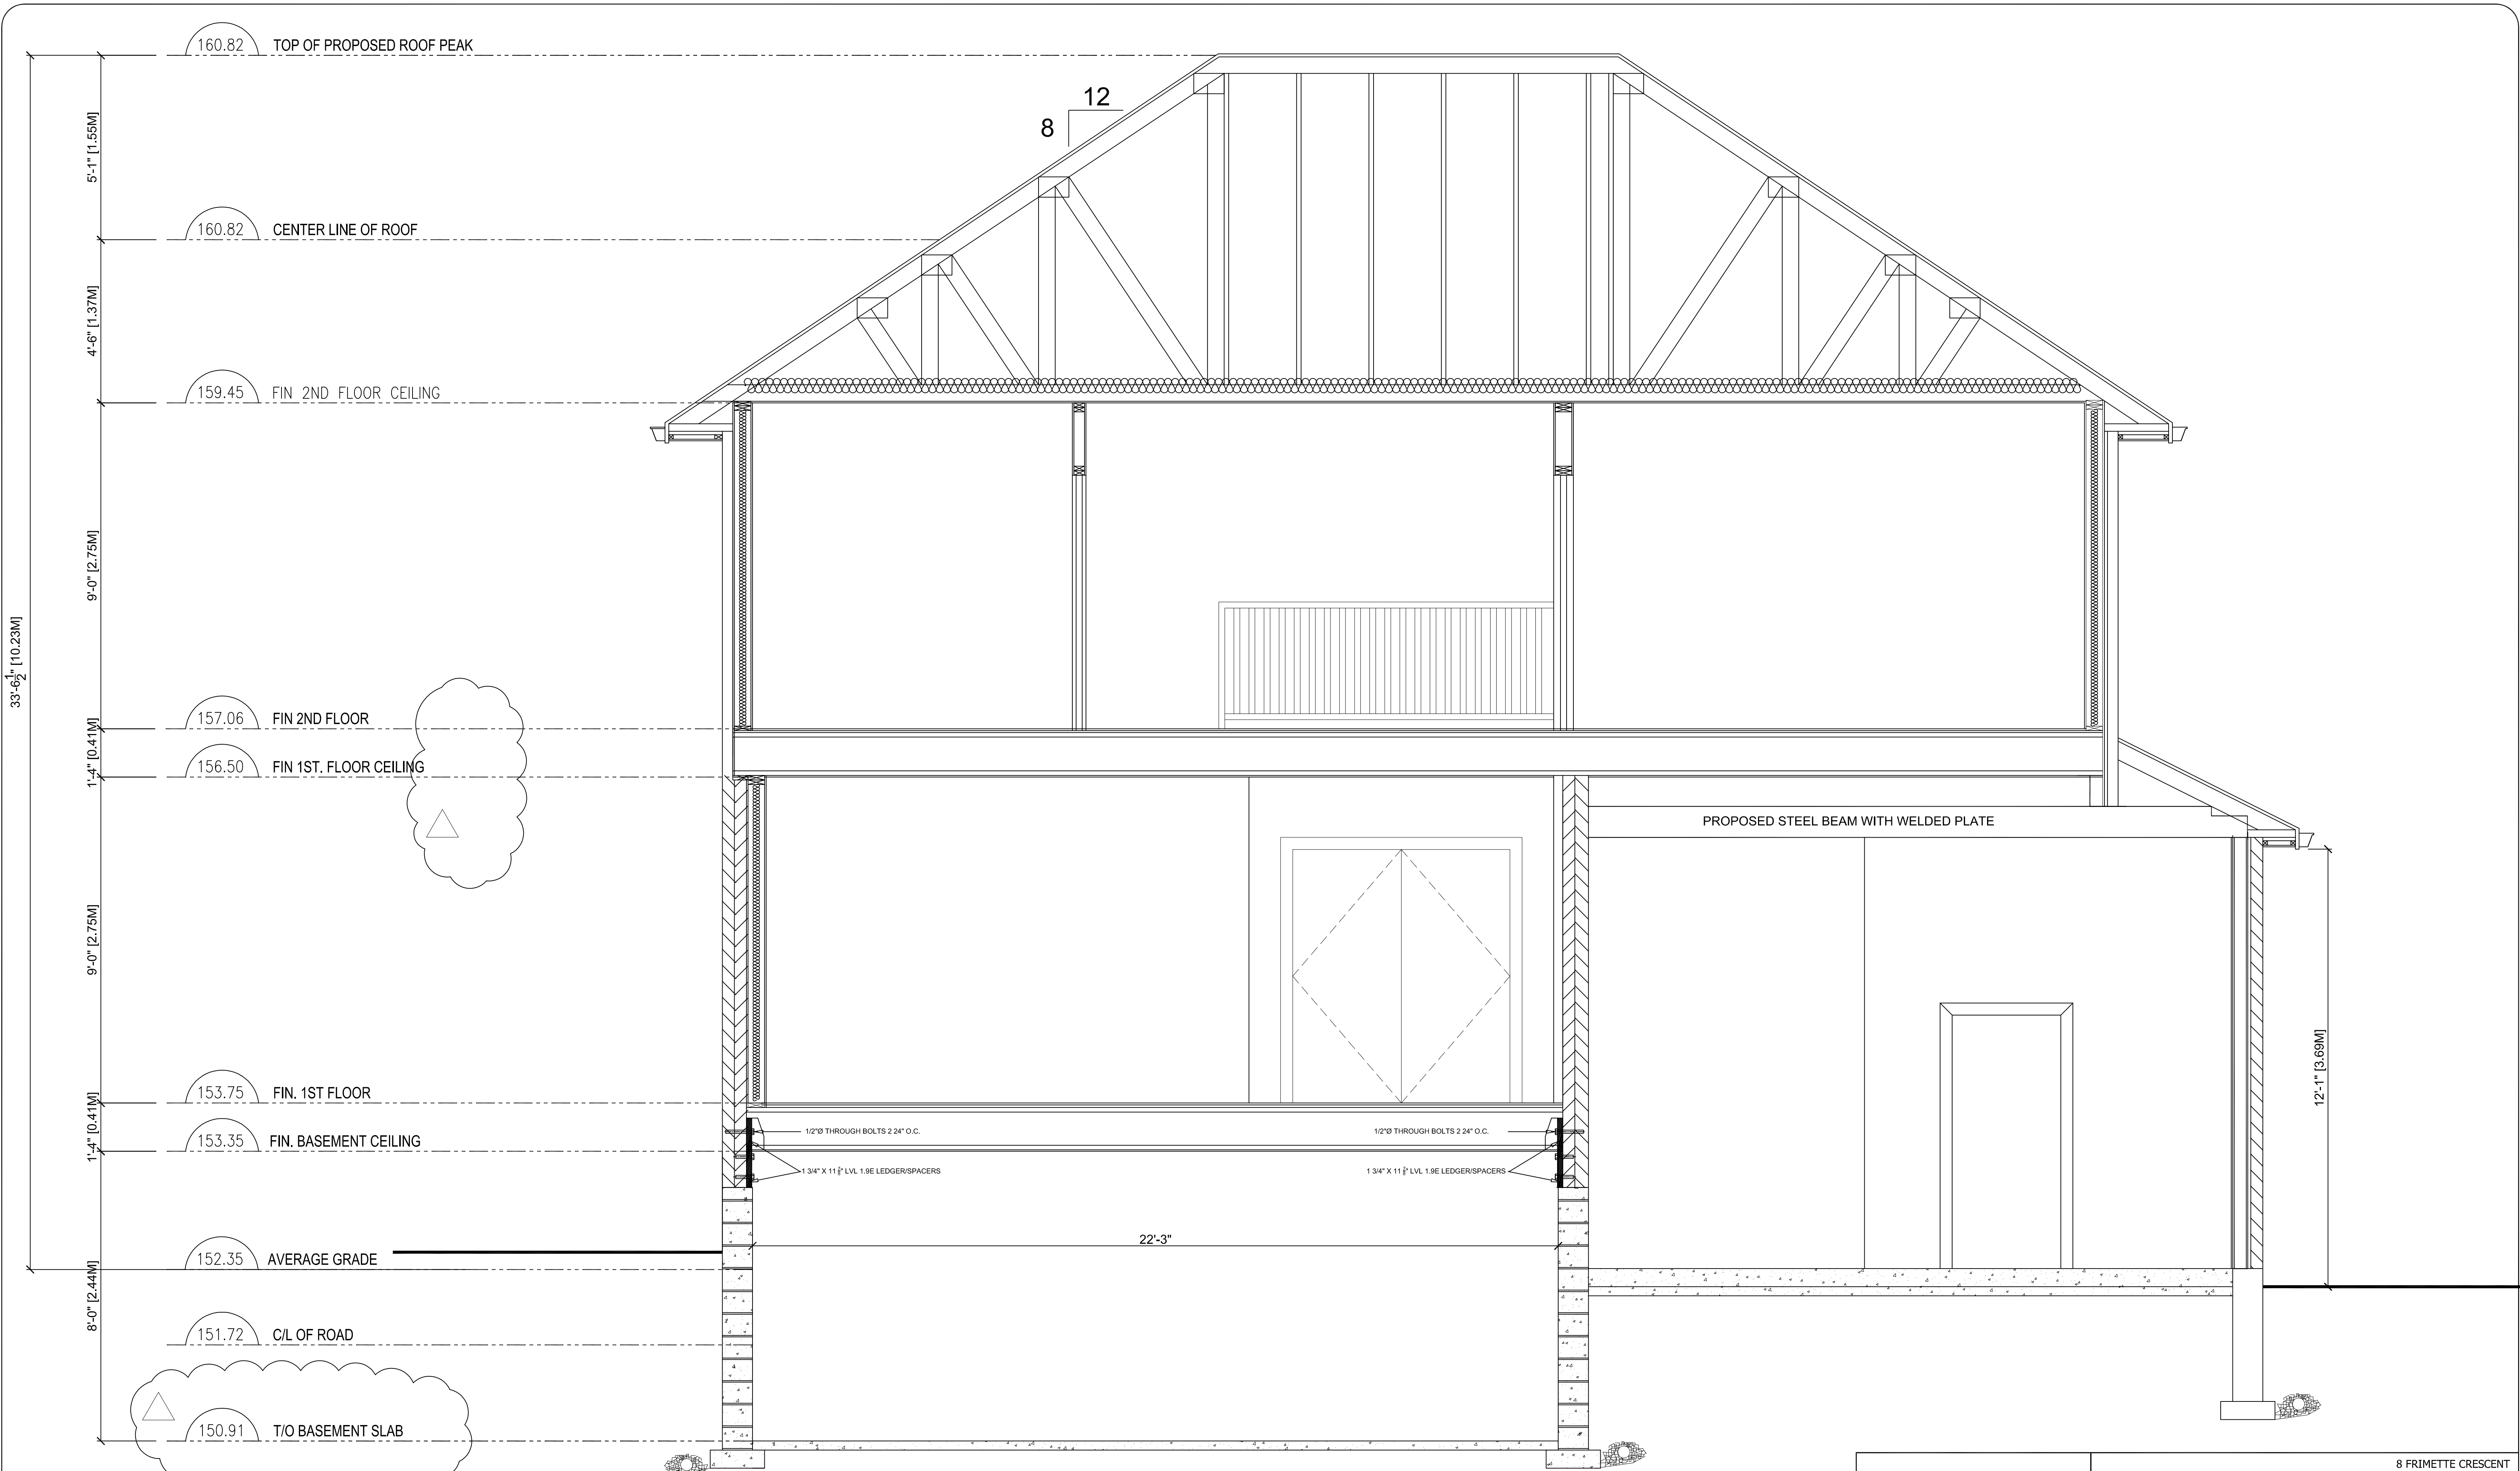 160.82 TOP OF PROPOSED ROOF PEAK
12
8
5'-1" [1.55M]
160.82 CENTER LINE OF ROOF
4'-6" [1.37M]
159.45 FIN 2ND FLOOR CEILING
9'-0" [2.75M]
33'-6 1/2" [10.23M]
157.06 FIN 2ND FLOOR
1'-4" [0.41M]
156.50 FIN 1ST. FLOOR CEILING
PROPOSED STEEL BEAM WITH WELDED PLATE
9'-0" [2.75M]
12'-1" [3.69M]
153.75 FIN. 1ST FLOOR
1'-4" [0.41M]
1/2"Ø THROUGH BOLTS 2 24" O.C.
1/2"Ø THROUGH BOLTS 2 24" O.C.
153.35 FIN. BASEMENT CEILING
1 3/4" X 11 LVL 1.9E LEDGER/SPACERS
1 3/4" X 11 LVL 1.9E LEDGER/SPACERS
22'-3"
152.35 AVERAGE GRADE
8'-0" [2.44M]
151.72 C/L OF ROAD
150.91 T/O BASEMENT SLAB
8 FRIMETTE CRESCENT